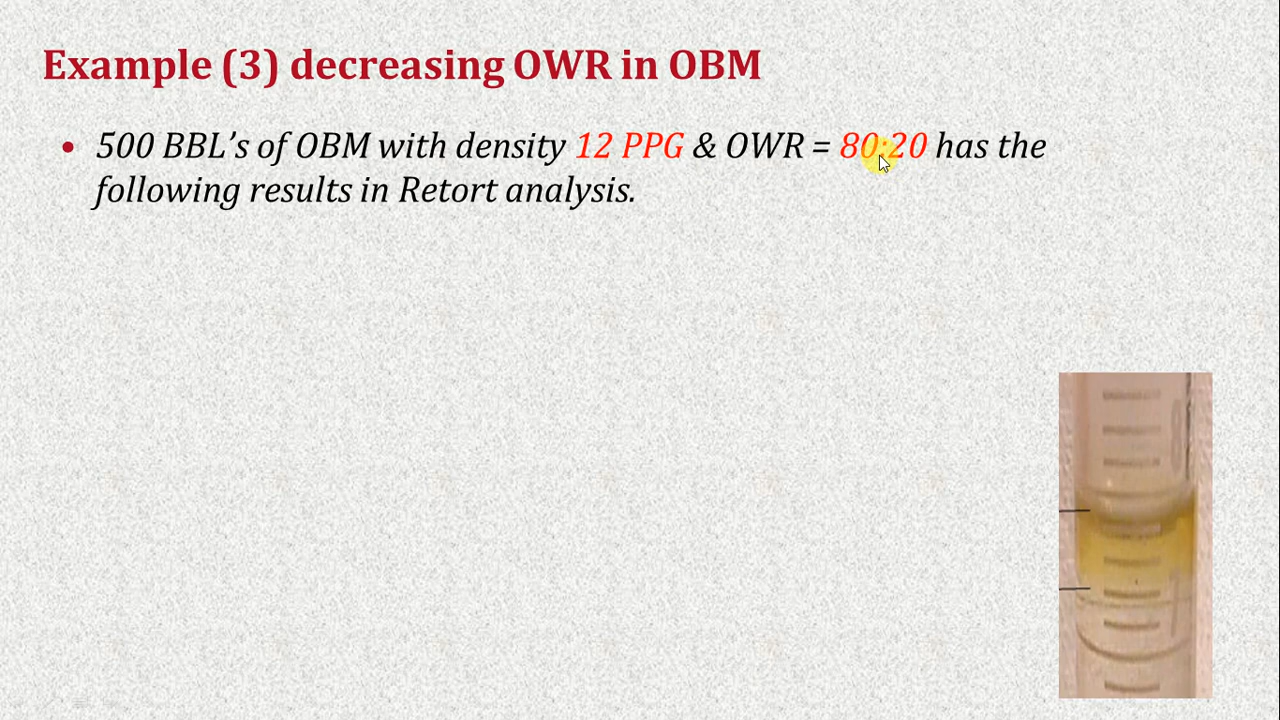 Example (3) decreasing OWR in OBM
• 500 BBL’s of OBM with density 12 PPG & OWR = 80:20 has the
following results in Retort analysis.